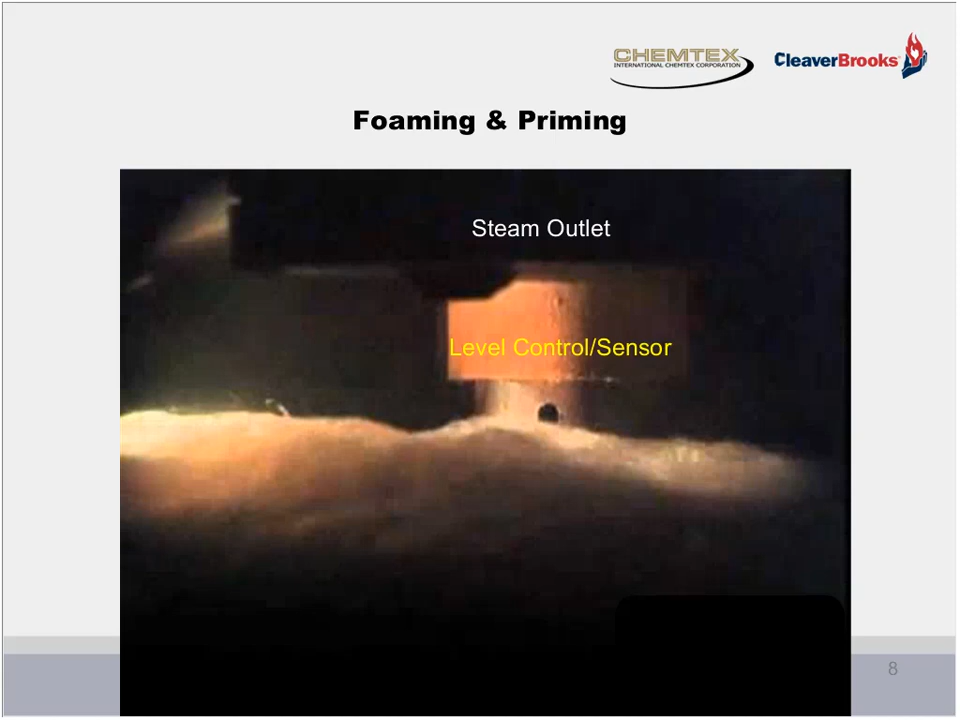 CHEMTEX
INTERNATIONAL CHEMTEX CORPORATION
CleaverBrooks
Foaming & Priming
Steam Outlet
Level Control/Sensor
8